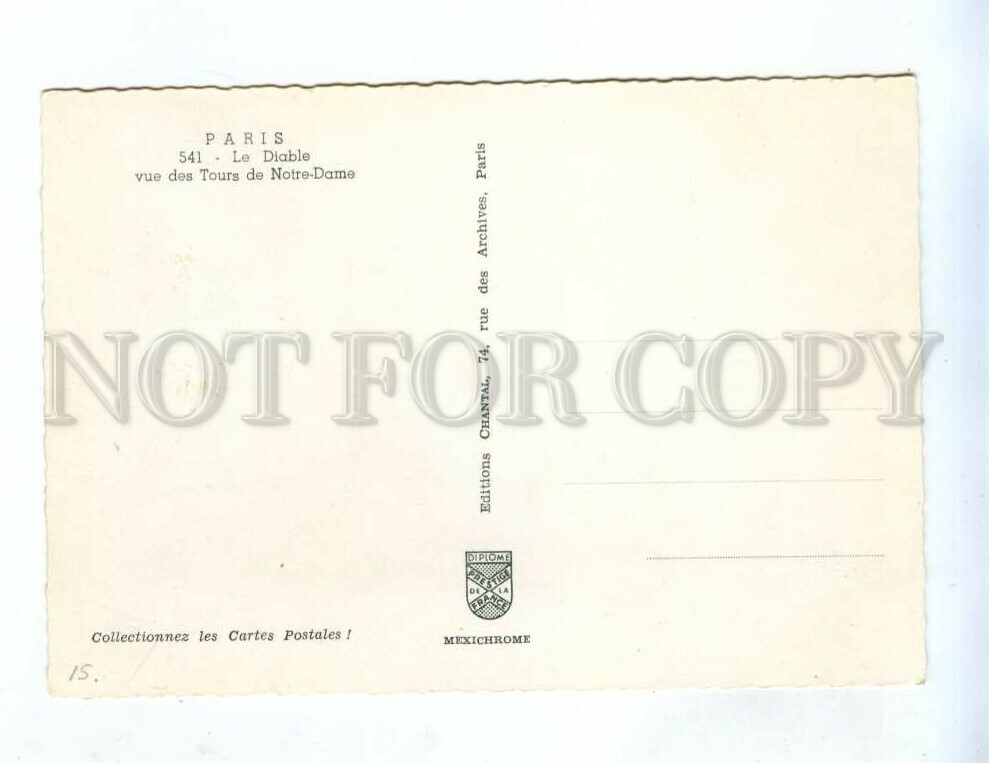 PARIS
541 - Le Diable
vue des Tours de Notre-Dame
Editions CHANTAL, 74, rue des Archives, Paris
NOT FOR COPY
DIPLOME
PRESTIGE
DE LA
FRANCE
MEXICHROME
Collectionnez les Cartes Postales !
15.